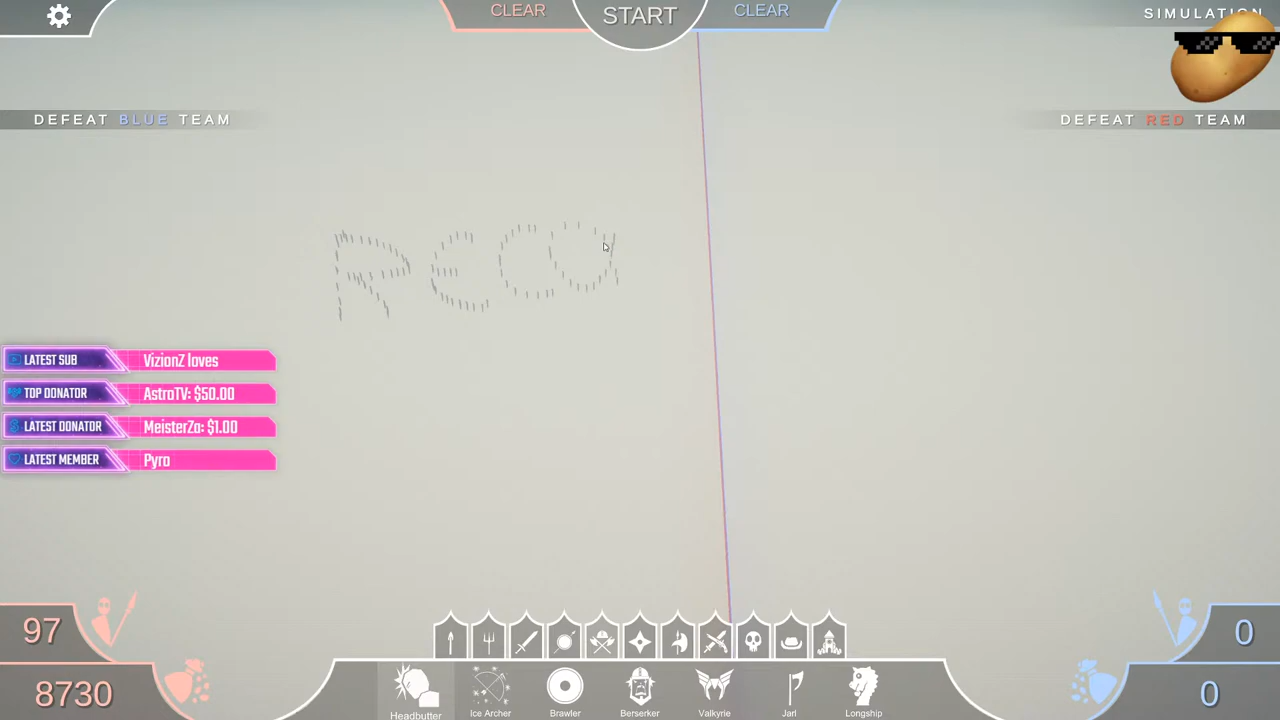 CLEAR START CLEAR SIMULATION
DEFEAT BLUE TEAM
DEFEAT RED TEAM
LATEST SUB VizionZ loves
TOP DONATOR AstroTV: $50.00
LATEST DONATOR MeisterZa: $1.00
LATEST MEMBER Pyra
97
8730
0
0
Headbutter Ice Archer Brawler Berserker Valkyrie Jarl Longship